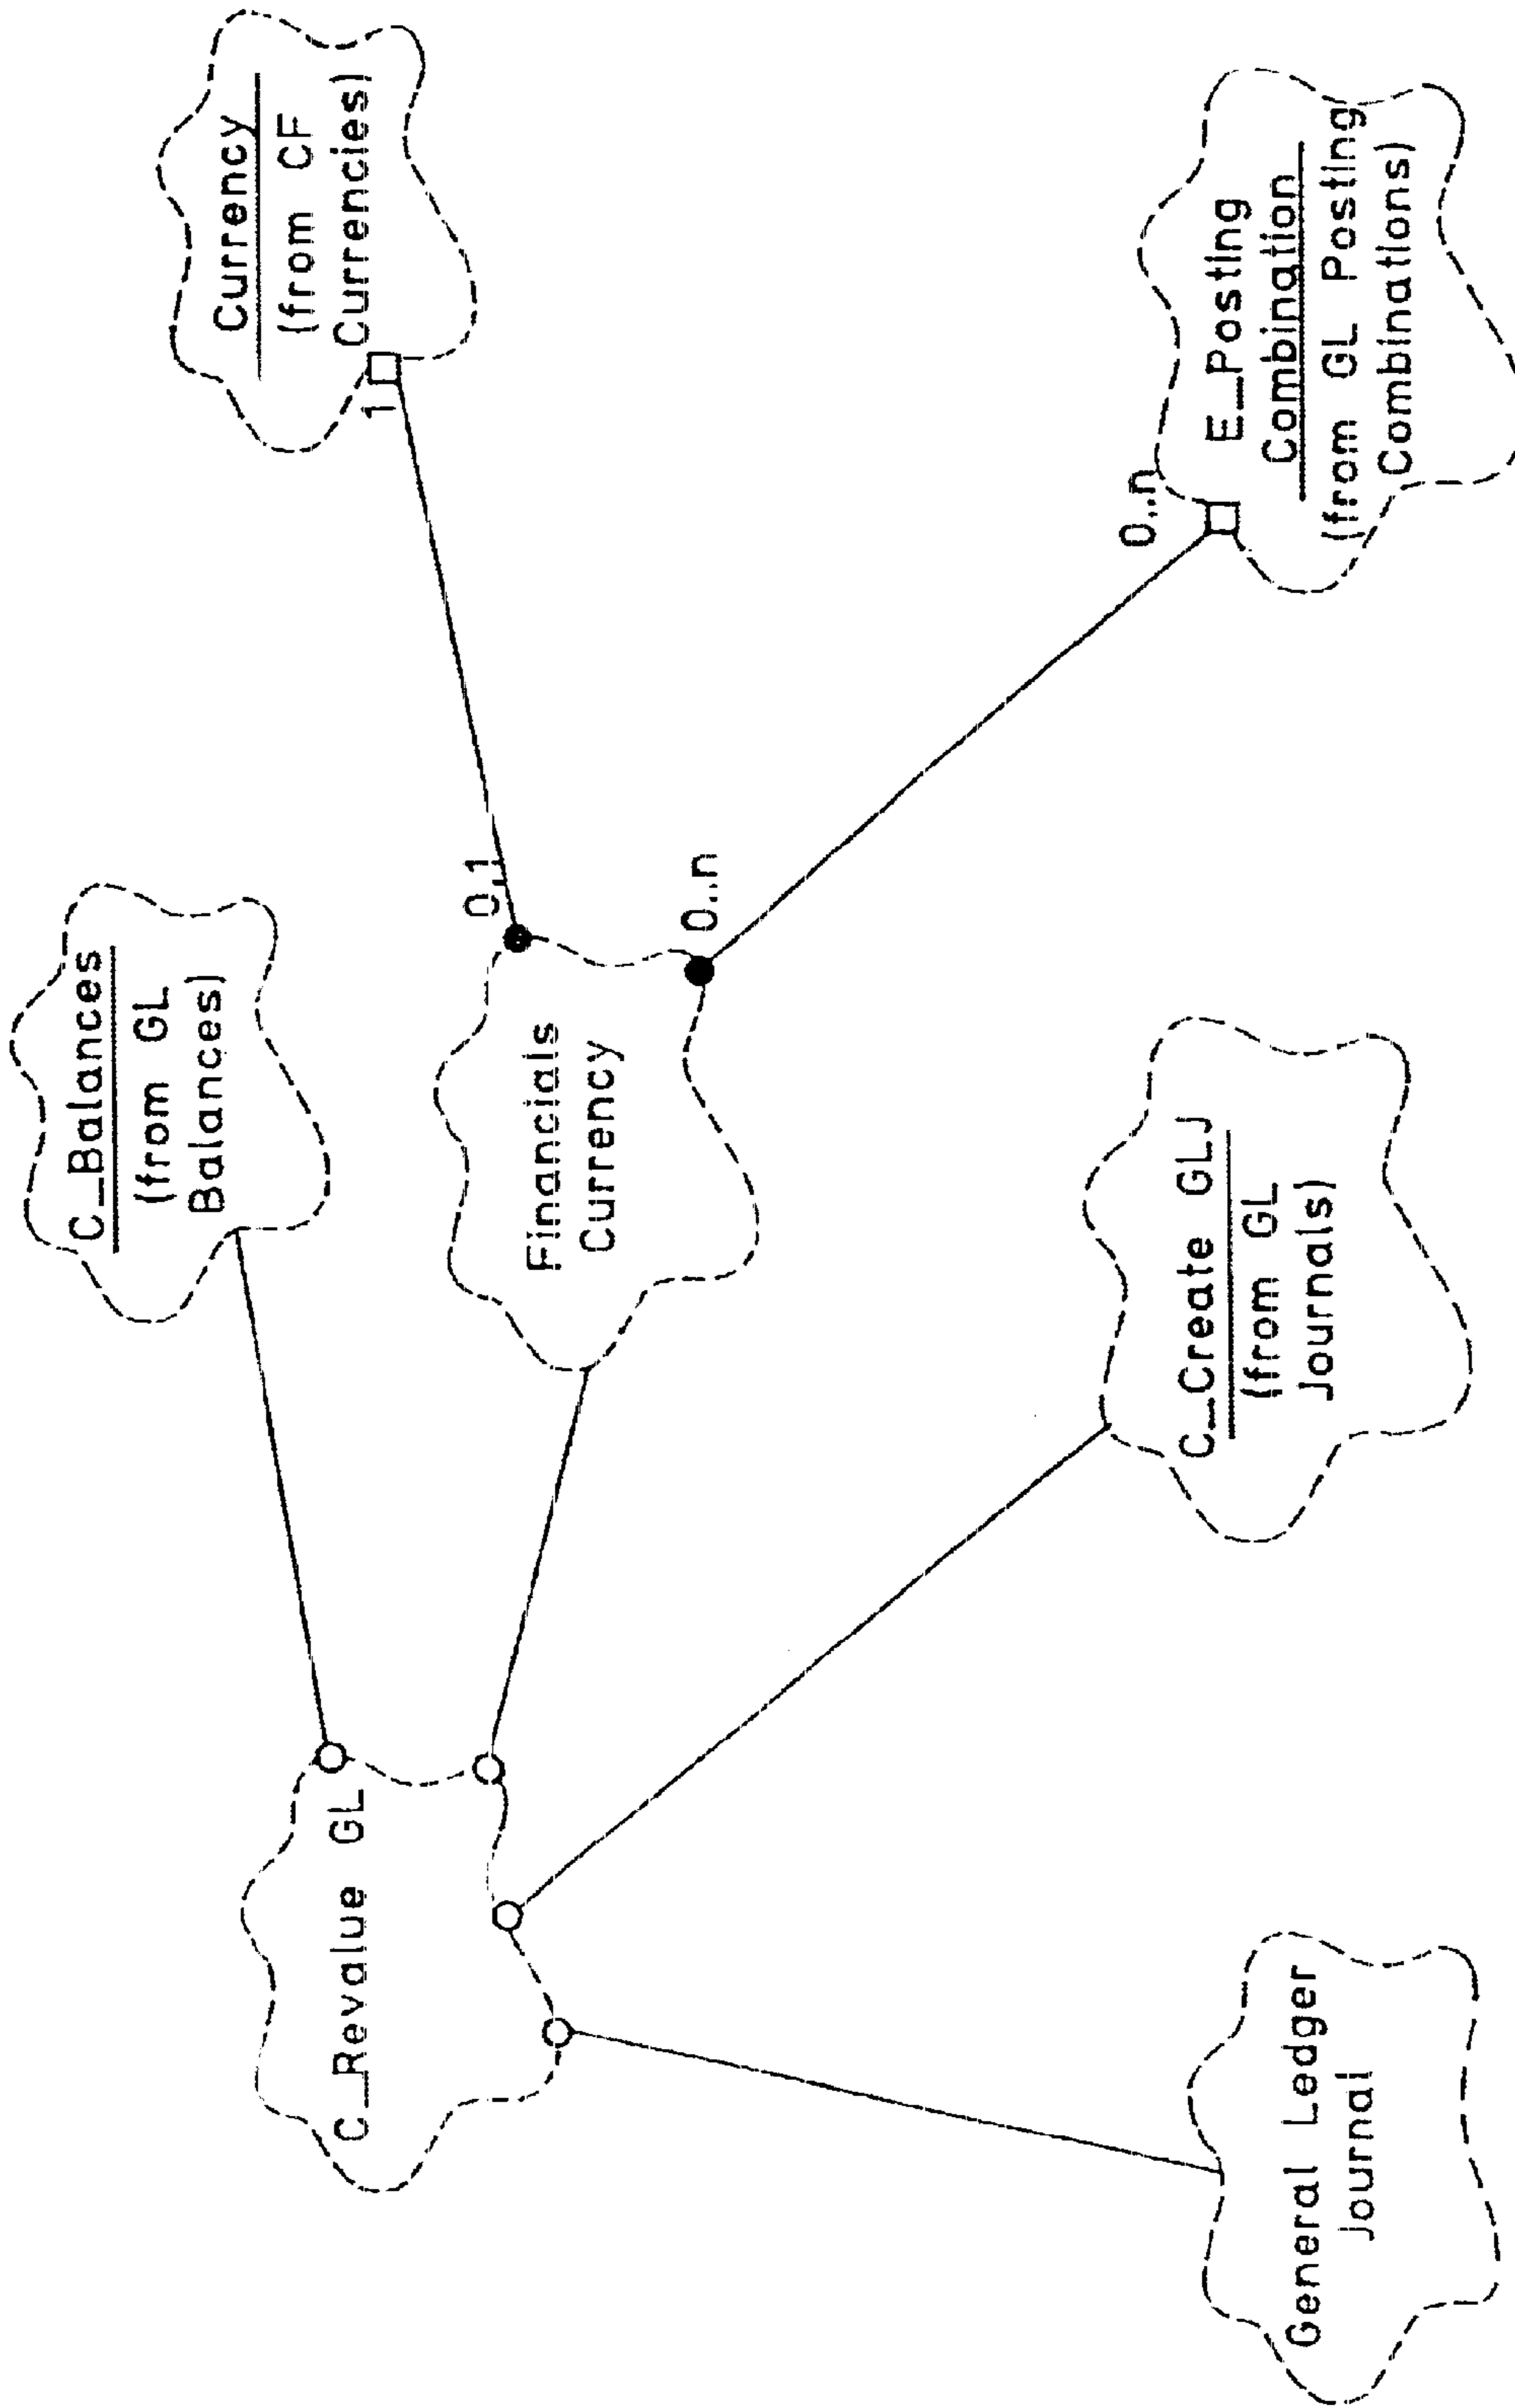 C_Balances
(from GL
Balances)
Currency
(from CF
Currencies)
1
C_Revalue GL
0,1
Financials
Currency
0..n
C_Create GLJ
(from GL
Journals)
0..n
E_Posting
Combination
(from GL Posting
Combinations)
General Ledger
Journal